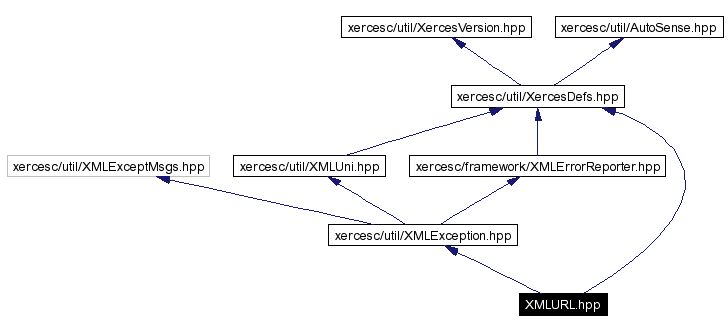 xercesc/util/XercesVersion.hpp
xercesc/util/AutoSense.hpp
xercesc/util/XercesDefs.hpp
xercesc/util/XMLExceptMsgs.hpp
xercesc/util/XMLUni.hpp
xercesc/framework/XMLErrorReporter.hpp
xercesc/util/XMLException.hpp
XMLURL.hpp